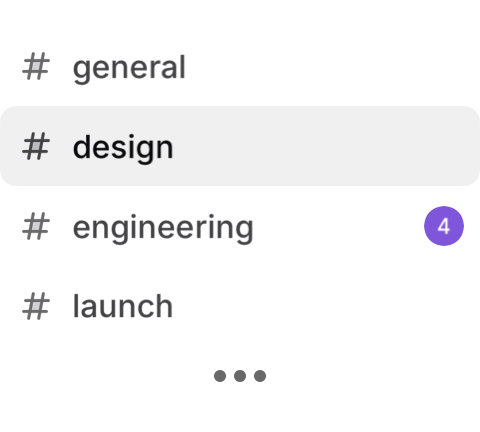 # general
# design
# engineering 4
# launch